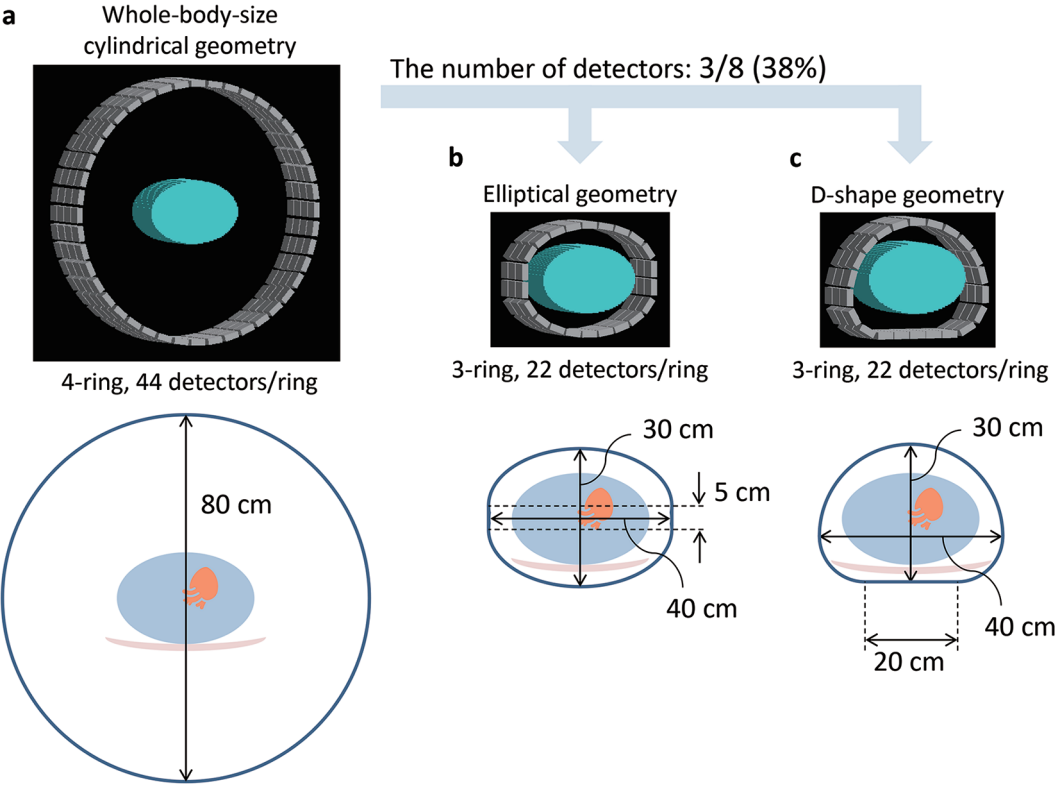 a
Whole-body-size
cylindrical geometry
The number of detectors: 3/8 (38%)
b
Elliptical geometry
c
D-shape geometry
4-ring, 44 detectors/ring
3-ring, 22 detectors/ring
3-ring, 22 detectors/ring
80 cm
30 cm
5 cm
40 cm
30 cm
40 cm
20 cm